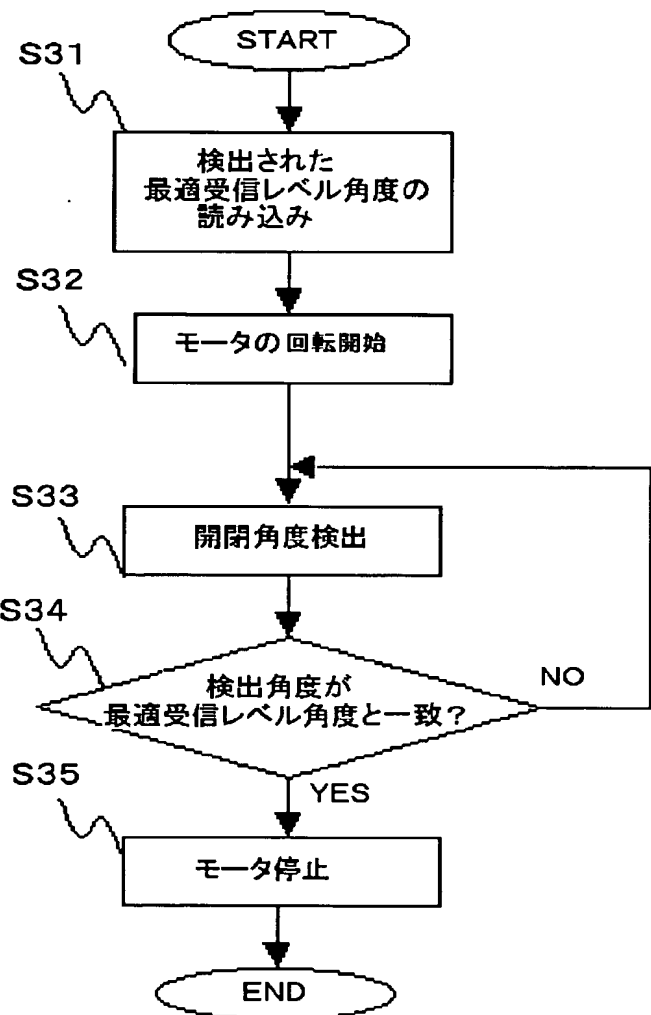 START
S31
検出された
最適受信レベル角度の
読み込み
S32
モータの回転開始
S33
開閉角度検出
S34
検出角度が
最適受信レベル角度と一致？
NO
YES
S35
モータ停止
END